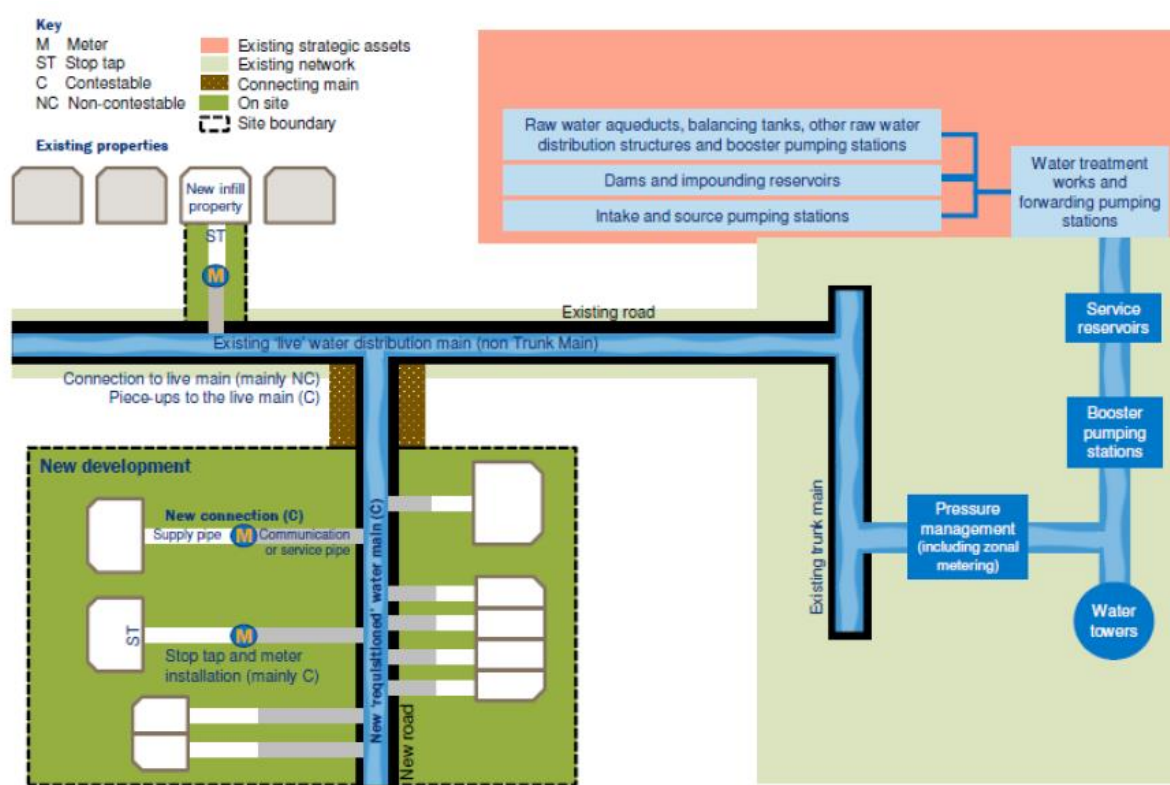 Key
M Meter
ST Stop tap
C Contestable
NC Non-contestable
Existing strategic assets
Existing network
Connecting main
On site
Site boundary
Existing properties
New infill
property
ST
M
Raw water aqueducts, balancing tanks, other raw water
distribution structures and booster pumping stations
Dams and impounding reservoirs
Intake and source pumping stations
Water treatment
works and
forwarding pumping
stations
Service
reservoirs
Booster
pumping
stations
Pressure
management
(including zonal
metering)
Water
towers
Existing trunk main
Existing road
Existing 'live' water distribution main (non Trunk Main)
Connection to live main (mainly NC)
Piece-ups to the live main (C)
New development
New connection (C)
Supply pipe
M
Communication
or service pipe
ST
M
Stop tap and meter
installation (mainly C)
New 'requisitioned' water main (C)
New road